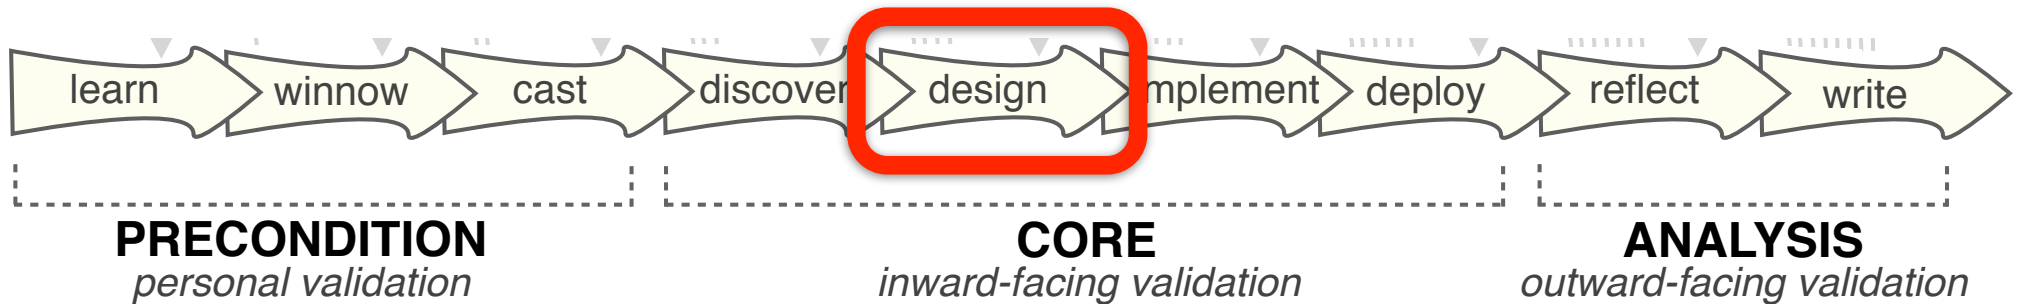 learn winnow cast discover design mplement deploy reflect write
PRECONDITION CORE ANALYSIS
personal validation inward-facing validation outward-facing validation